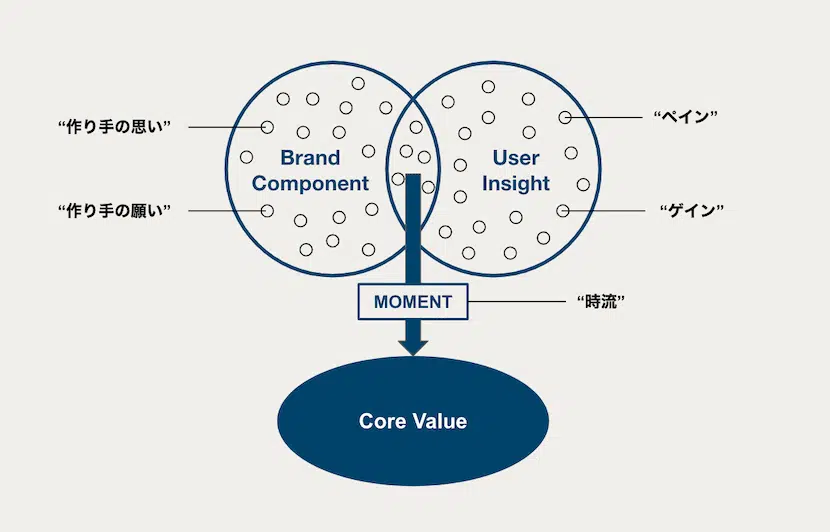 “作り手の思い”
“ペイン”
Brand
Component
User
Insight
“作り手の願い”
“ゲイン”
MOMENT
“時流”
Core Value